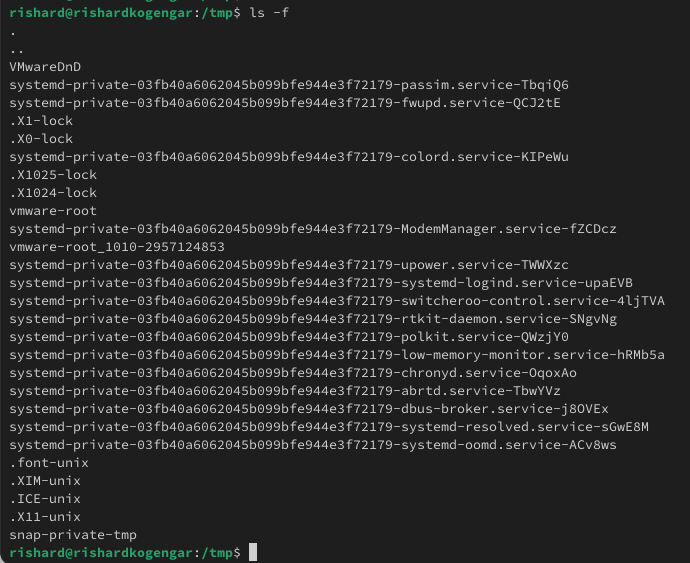 rishard@rishardkogengar:/tmp$ ls -f
.
..
VMwareDnD
systemd-private-03fb40a6062045b099bfe944e3f72179-passim.service-TbqiQ6
systemd-private-03fb40a6062045b099bfe944e3f72179-fwupd.service-QCJ2tE
.X1-lock
.X0-lock
systemd-private-03fb40a6062045b099bfe944e3f72179-colord.service-KIPeWu
.X1025-lock
.X1024-lock
vmware-root
systemd-private-03fb40a6062045b099bfe944e3f72179-ModemManager.service-fZCDcz
vmware-root_1010-2957124853
systemd-private-03fb40a6062045b099bfe944e3f72179-upower.service-TWWXzc
systemd-private-03fb40a6062045b099bfe944e3f72179-systemd-logind.service-upaEVB
systemd-private-03fb40a6062045b099bfe944e3f72179-switcheroo-control.service-4ljTVA
systemd-private-03fb40a6062045b099bfe944e3f72179-rtkit-daemon.service-SNgvNg
systemd-private-03fb40a6062045b099bfe944e3f72179-polkit.service-QWzjY0
systemd-private-03fb40a6062045b099bfe944e3f72179-low-memory-monitor.service-hRMb5a
systemd-private-03fb40a6062045b099bfe944e3f72179-chronyd.service-OqoxAo
systemd-private-03fb40a6062045b099bfe944e3f72179-abrtd.service-TbwYVz
systemd-private-03fb40a6062045b099bfe944e3f72179-dbus-broker.service-j8OVEx
systemd-private-03fb40a6062045b099bfe944e3f72179-systemd-resolved.service-sGwE8M
systemd-private-03fb40a6062045b099bfe944e3f72179-systemd-oomd.service-ACv8ws
.font-unix
.XIM-unix
.ICE-unix
.X11-unix
snap-private-tmp
rishard@rishardkogengar:/tmp$